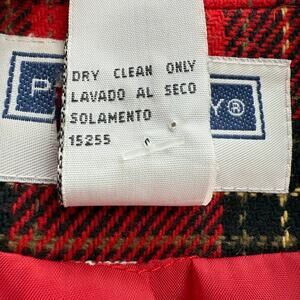 DRY CLEAN ONLY
LAVADO AL SECO
SOLAMENTO
15255